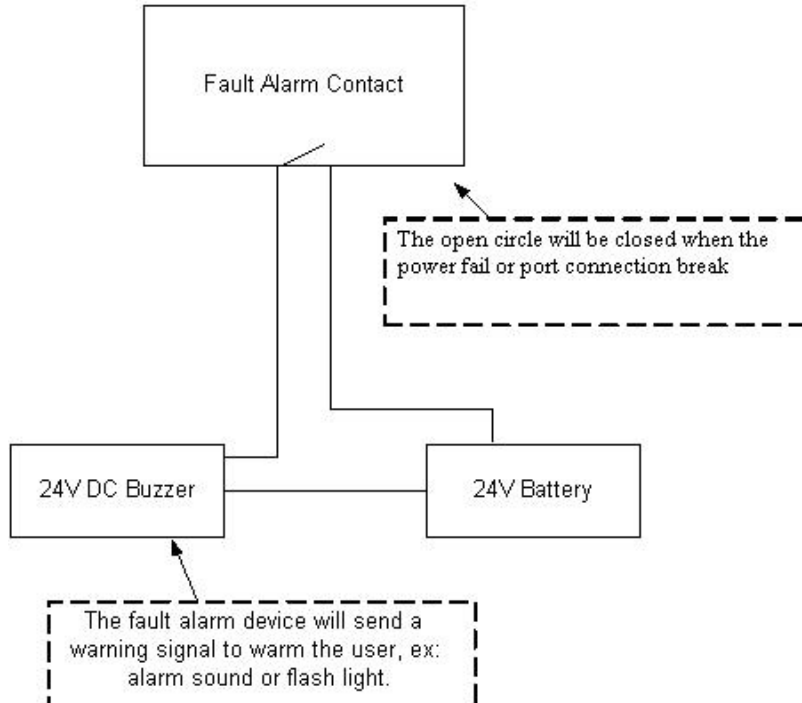 Fault Alarm Contact
The open circle will be closed when the
power fail or port connection break
24V DC Buzzer
24V Battery
The fault alarm device will send a
warning signal to warm the user, ex:
alarm sound or flash light.